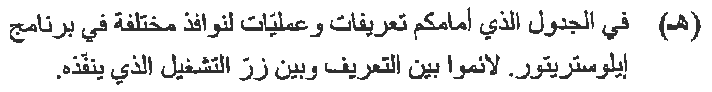 (هـ) في الجدول الذي أمامكم تعريفات وعمليّات لنوافذ مختلفة في برنامج
إيلوستريتور. لائموا بين التعريف وبين زرّ التشغيل الذي ينفّذه.